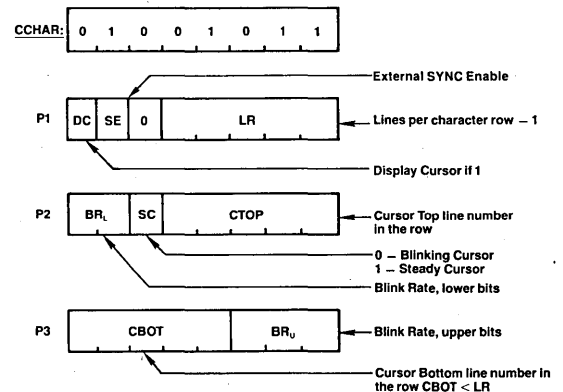 CCHAR: 0 1 0 0 1 0 1 1
External SYNC Enable
P1 DC SE 0 LR Lines per character row – 1
Display Cursor if 1
P2 BRL SC CTOP Cursor Top line number
in the row
0 – Blinking Cursor
1 – Steady Cursor
Blink Rate, lower bits
P3 CBOT BRU Blink Rate, upper bits
Cursor Bottom line number in
the row CBOT < LR